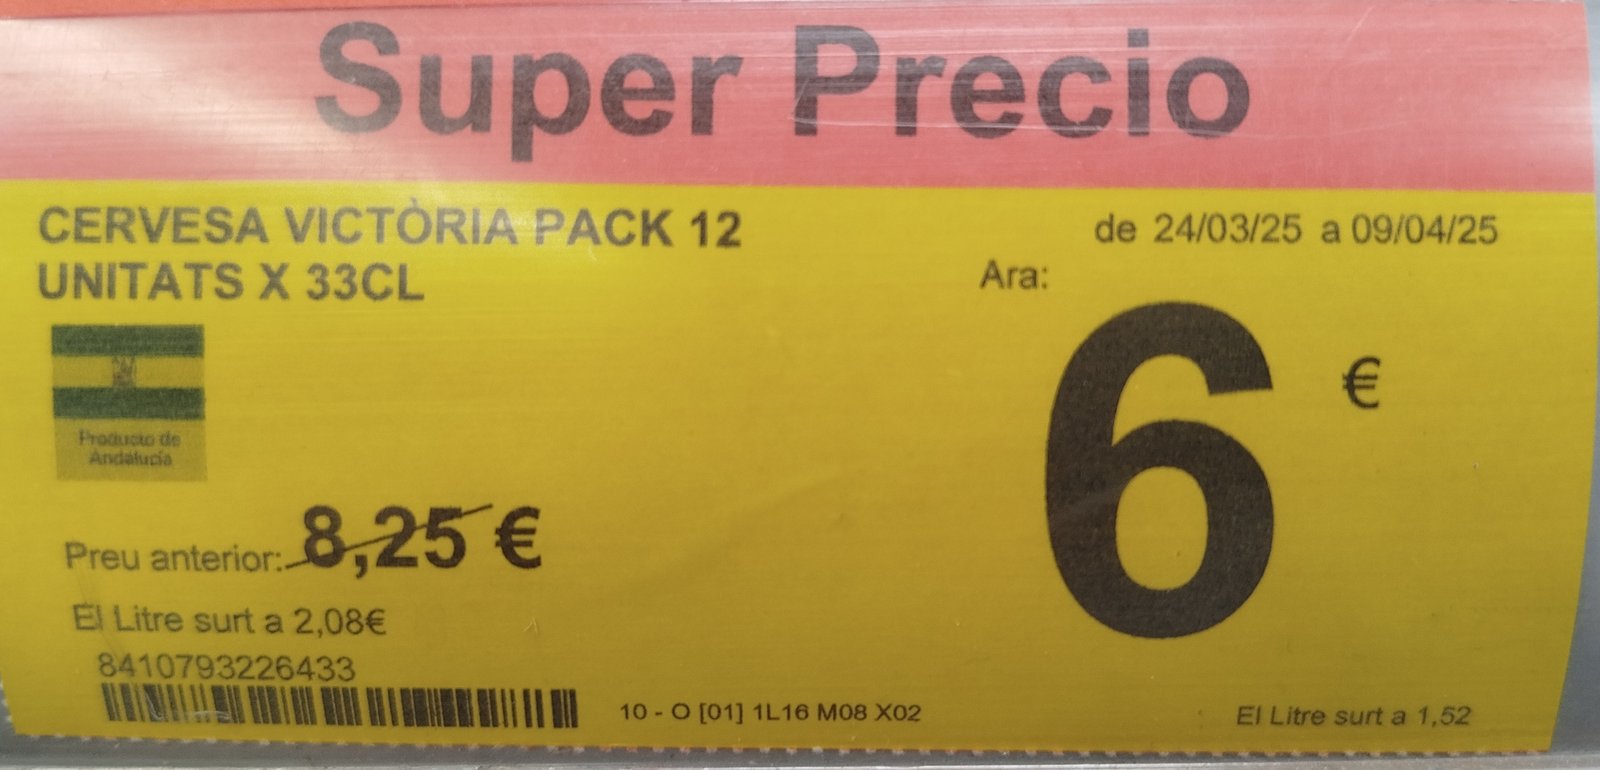 Super Precio
CERVESA VICTÒRIA PACK 12
UNITATS X 33CL
de 24/03/25 a 09/04/25
Ara:
6 €
Producto de
Andalucía
Preu anterior: 8,25 €
El Litre surt a 2,08€
8410793226433
10 - O [01] 1L16 M08 X02
El Litre surt a 1,52